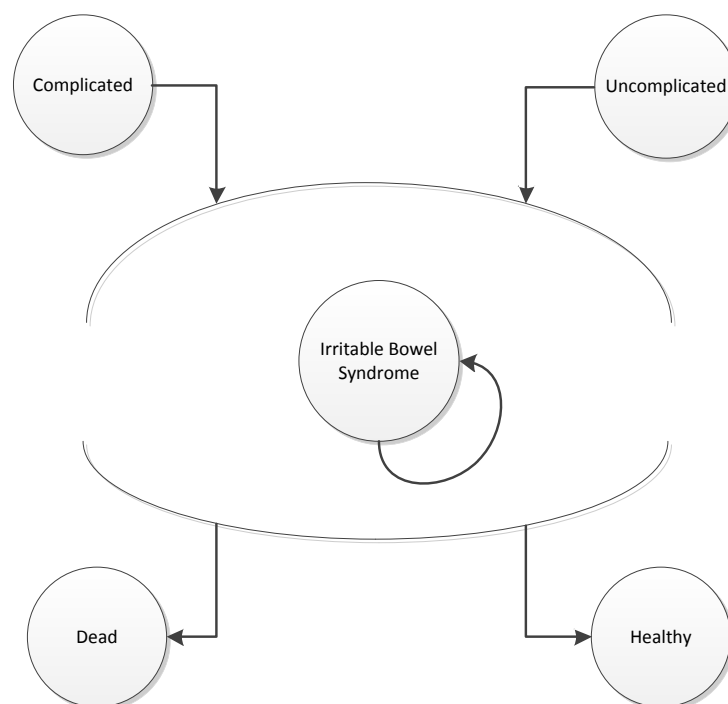 Complicated
Uncomplicated
Irritable Bowel
Syndrome
Dead
Healthy